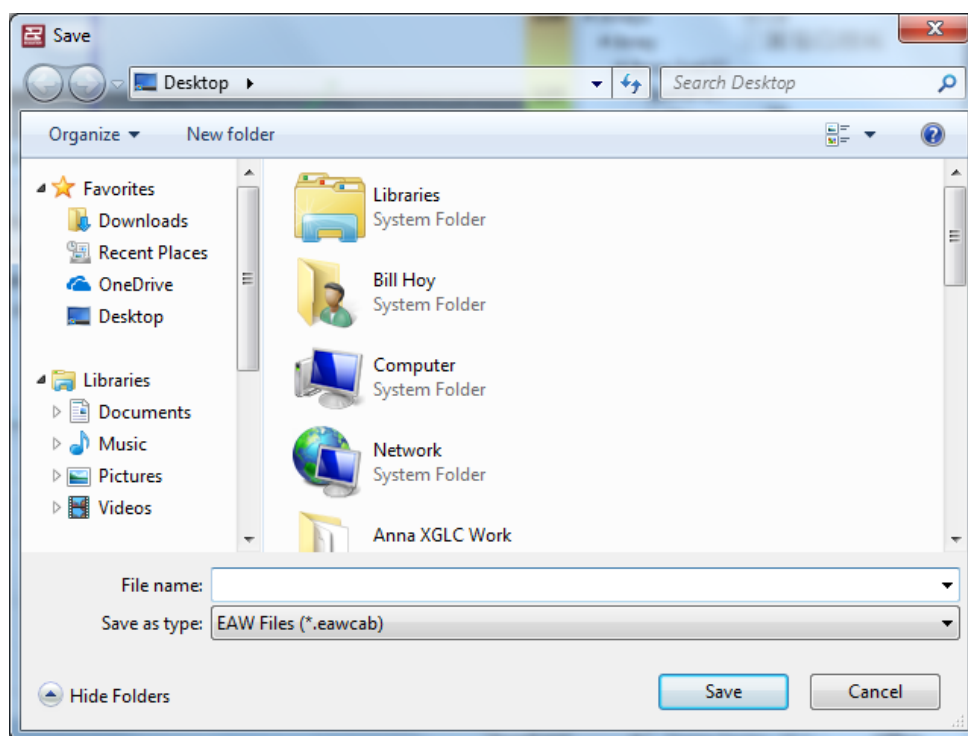 Save
Desktop
Search Desktop
Organize
New folder
Favorites
Downloads
Recent Places
OneDrive
Desktop
Libraries
Documents
Music
Pictures
Videos
Libraries
System Folder
Bill Hoy
System Folder
Computer
System Folder
Network
System Folder
Anna XGLC Work
File name:
Save as type: EAW Files (*.eawcab)
Hide Folders
Save
Cancel